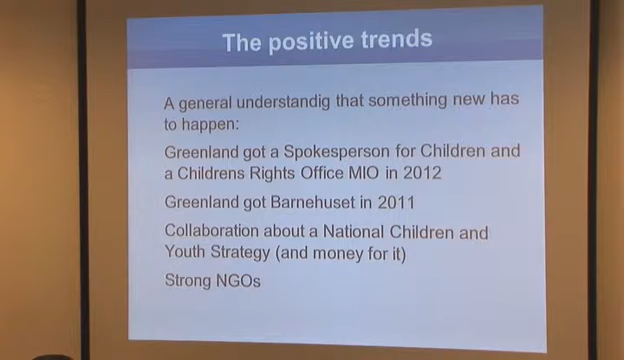 The positive trends
A general understandig that something new has
to happen:
Greenland got a Spokesperson for Children and
a Childrens Rights Office MIO in 2012
Greenland got Barnehuset in 2011
Collaboration about a National Children and
Youth Strategy (and money for it)
Strong NGOs